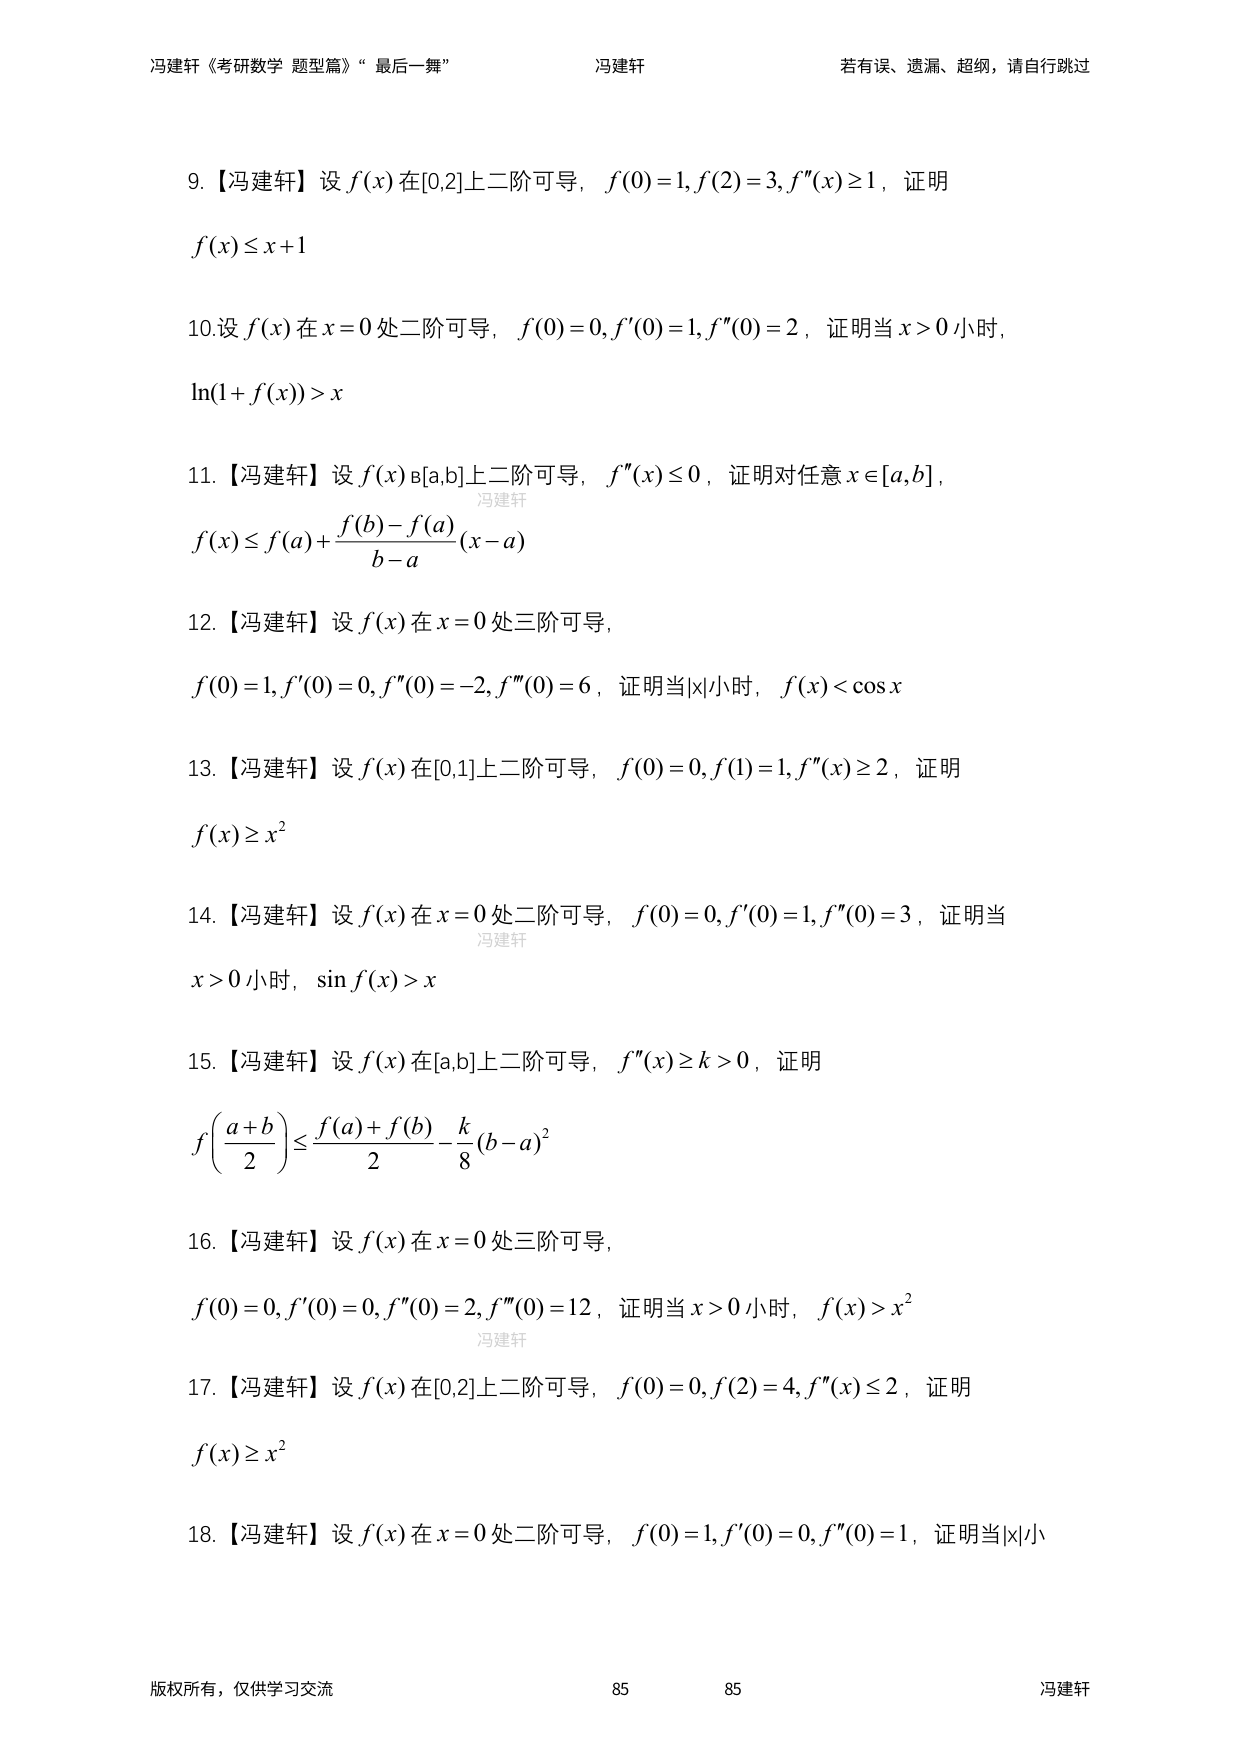 冯建轩《考研数学 题型篇》“ 最后一舞” 冯建轩 若有误、遗漏、超纲，请自行跳过
9.【冯建轩】设 f(x) 在[0,2]上二阶可导， f(0)=1, f(2)=3, f″(x)≥1，证明
f(x)≤x+1
10.设 f(x) 在 x=0 处二阶可导， f(0)=0, f′(0)=1, f″(0)=2，证明当 x>0 小时，
ln(1+f(x))>x
11.【冯建轩】设 f(x) в[a,b]上二阶可导， f″(x)≤0，证明对任意 x∈[a,b]，
冯建轩
f(x)≤f(a)+\frac{f(b)−f(a)}{b−a}(x−a)
12.【冯建轩】设 f(x) 在 x=0 处三阶可导，
f(0)=1, f′(0)=0, f″(0)=−2, f‴(0)=6，证明当|x|小时， f(x)<cos x
13.【冯建轩】设 f(x) 在[0,1]上二阶可导， f(0)=0, f(1)=1, f″(x)≥2，证明
f(x)≥x²
14.【冯建轩】设 f(x) 在 x=0 处二阶可导， f(0)=0, f′(0)=1, f″(0)=3，证明当
冯建轩
x>0 小时， sin f(x)>x
15.【冯建轩】设 f(x) 在[a,b]上二阶可导， f″(x)≥k>0，证明
f\left(\frac{a+b}{2}\right)≤\frac{f(a)+f(b)}{2}−\frac{k}{8}(b−a)²
16.【冯建轩】设 f(x) 在 x=0 处三阶可导，
f(0)=0, f′(0)=0, f″(0)=2, f‴(0)=12，证明当 x>0 小时， f(x)>x²
冯建轩
17.【冯建轩】设 f(x) 在[0,2]上二阶可导， f(0)=0, f(2)=4, f″(x)≤2，证明
f(x)≥x²
18.【冯建轩】设 f(x) 在 x=0 处二阶可导， f(0)=1, f′(0)=0, f″(0)=1，证明当|x|小
版权所有，仅供学习交流 85 85 冯建轩